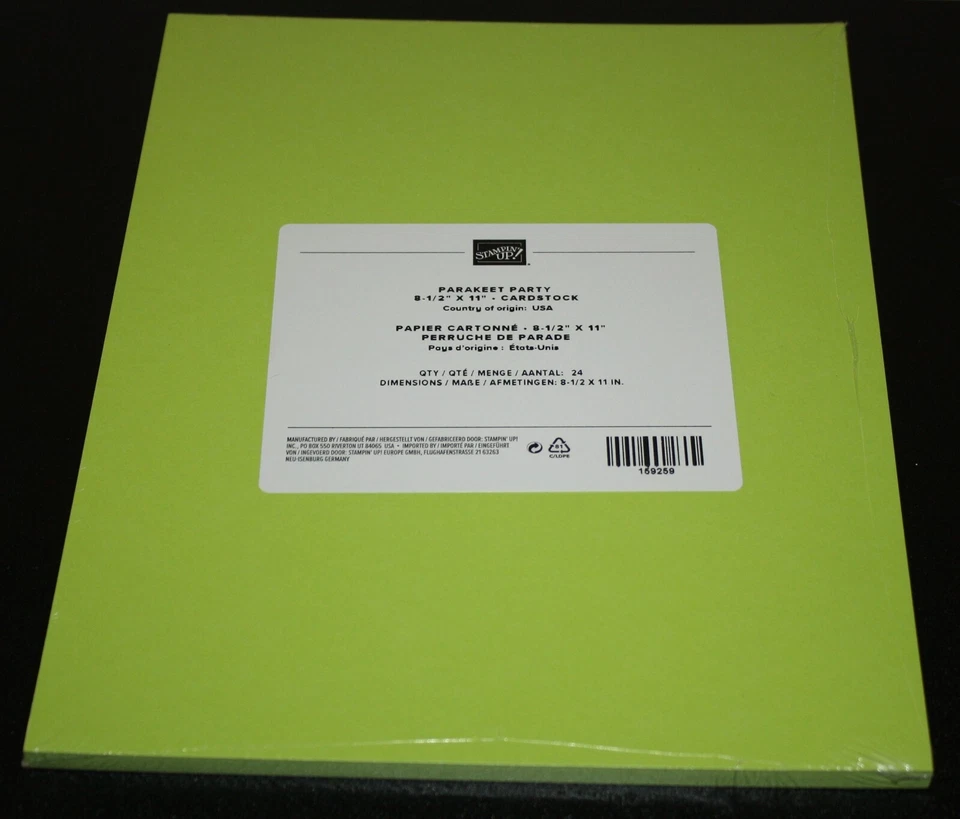 STAMPIN' UP!
PARAKEET PARTY
8-1/2" X 11" - CARDSTOCK
Country of origin: USA
PAPIER CARTONNÉ - 8-1/2" X 11"
PERRUCHE DE PARADE
Pays d'origine : États-Unis
QTY / QTÉ / MENGE / AANTAL: 24
DIMENSIONS / MAßE / AFMETINGEN: 8-1/2 X 11 IN.
MANUFACTURED BY / FABRIQUÉ PAR / HERGESTELLT VON / GEFABRICEERD DOOR: STAMPIN' UP!
INC., PO BOX 550 RIVERTON UT 84065 USA • IMPORTED BY / IMPORTÉ PAR / EINGEFÜHRT
VON / INGEVOERD DOOR: STAMPIN' UP! EUROPE GMBH, FLUGHAFENSTRASSE 21 63263
NEU-ISENBURG GERMANY
81
C/LDPE
159259